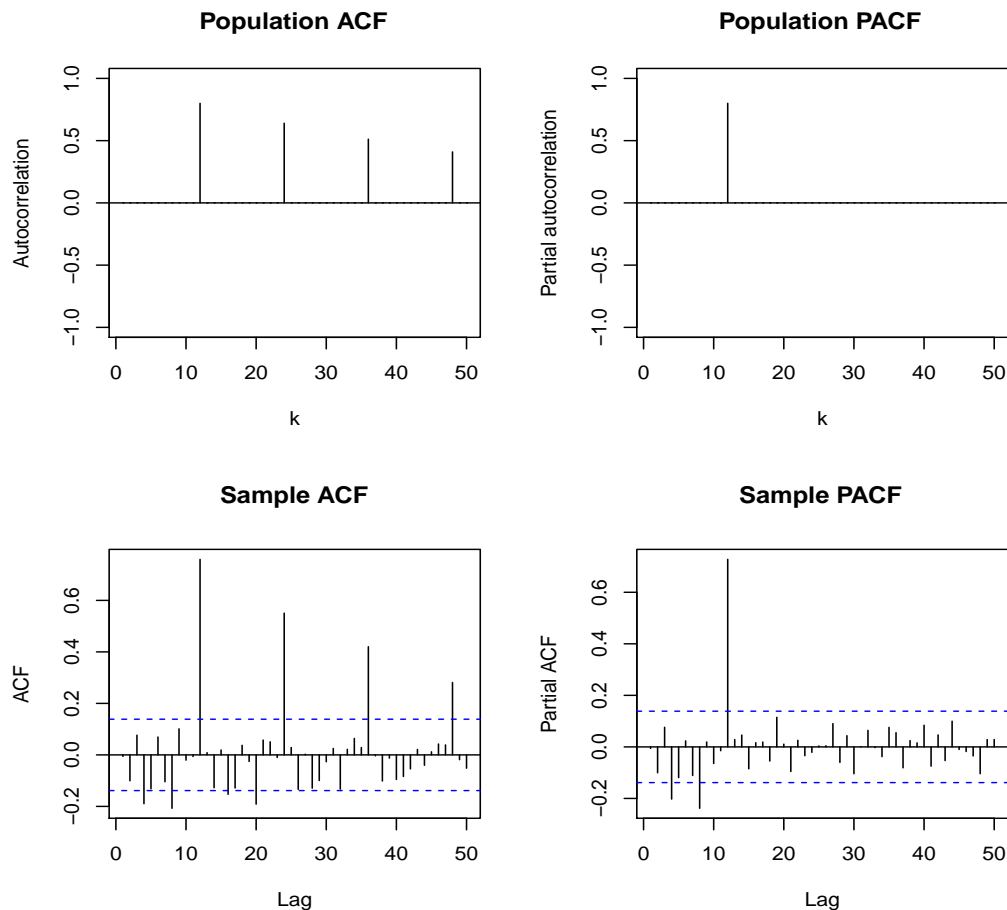 Population ACF
Autocorrelation
1.0
0.5
0.0
−0.5
−1.0
0 10 20 30 40 50
k
Population PACF
Partial autocorrelation
1.0
0.5
0.0
−0.5
−1.0
0 10 20 30 40 50
k
Sample ACF
ACF
0.6
0.4
0.2
0.0
−0.2
0 10 20 30 40 50
Lag
Sample PACF
Partial ACF
0.6
0.4
0.2
0.0
−0.2
0 10 20 30 40 50
Lag